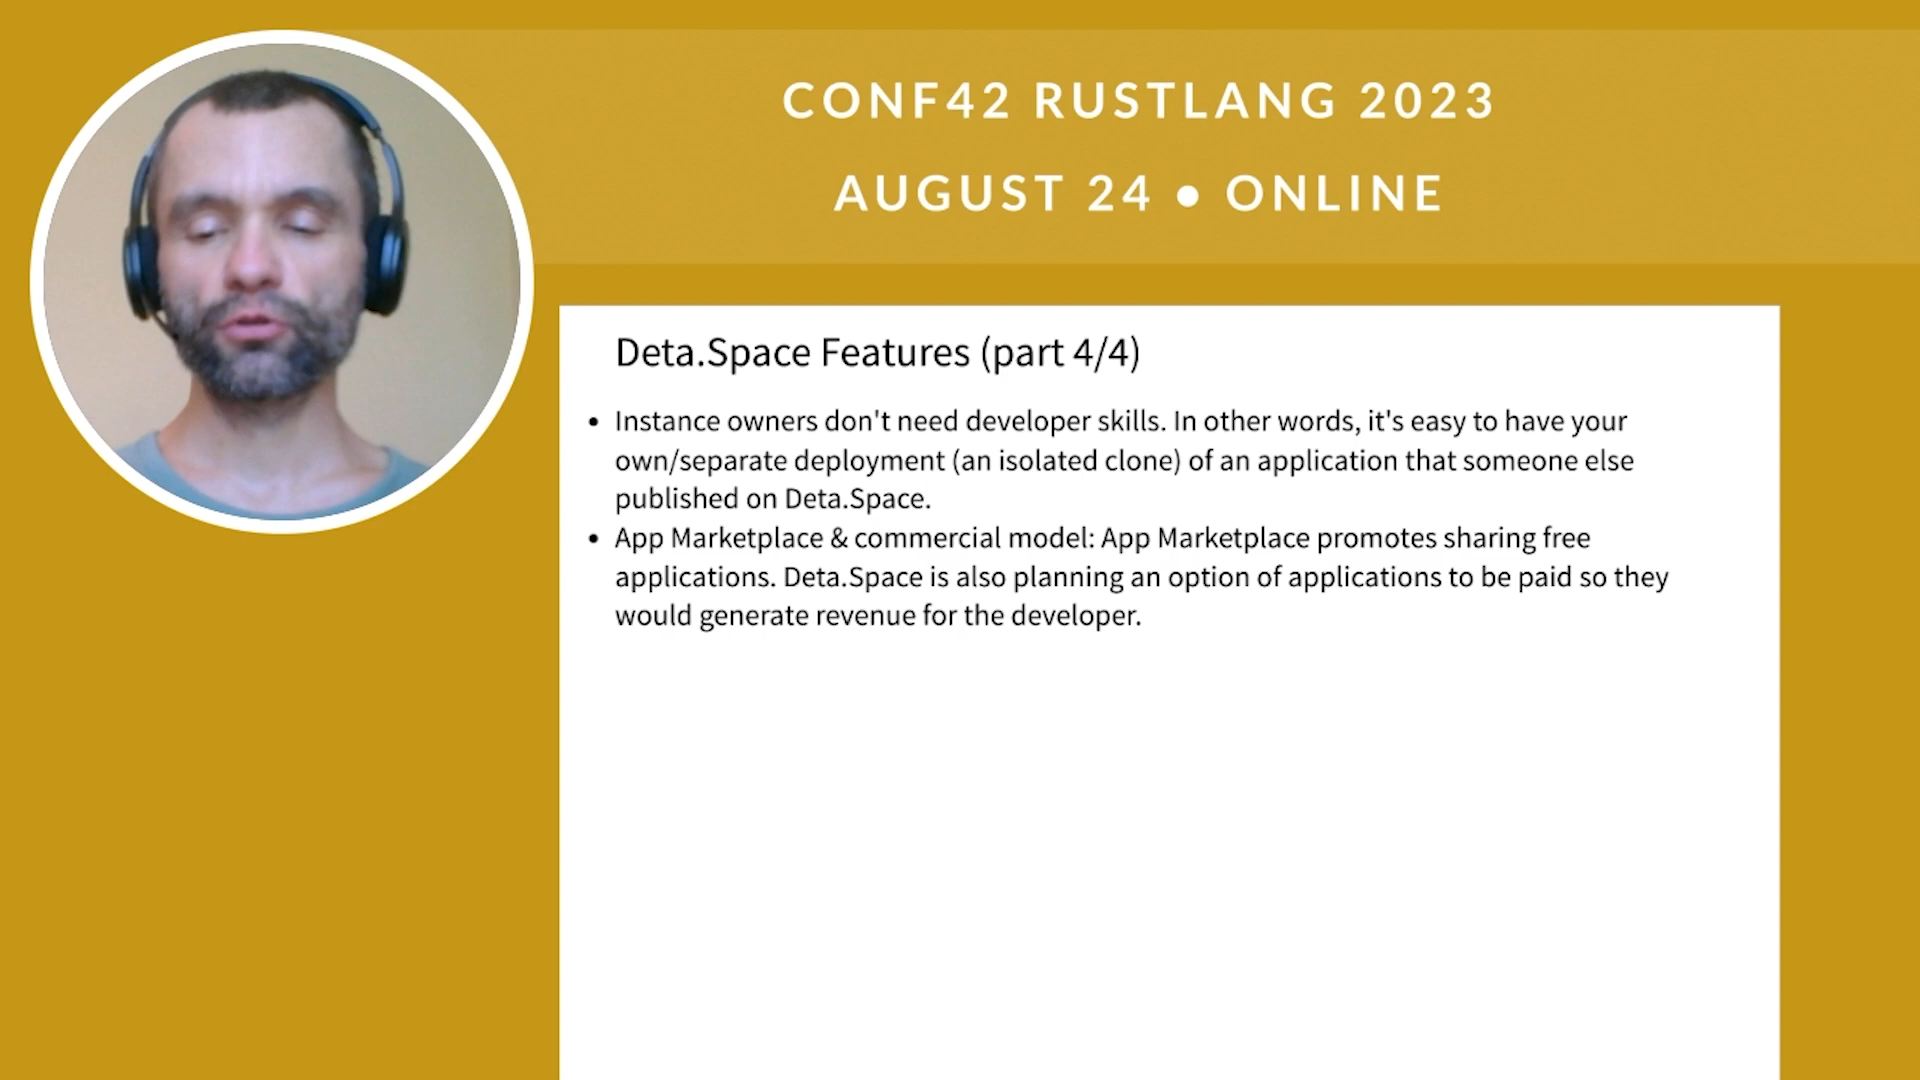 CONF42 RUSTLANG 2023
AUGUST 24 ● ONLINE
Deta.Space Features (part 4/4)
• Instance owners don't need developer skills. In other words, it's easy to have your
own/separate deployment (an isolated clone) of an application that someone else
published on Deta.Space.
• App Marketplace & commercial model: App Marketplace promotes sharing free
applications. Deta.Space is also planning an option of applications to be paid so they
would generate revenue for the developer.